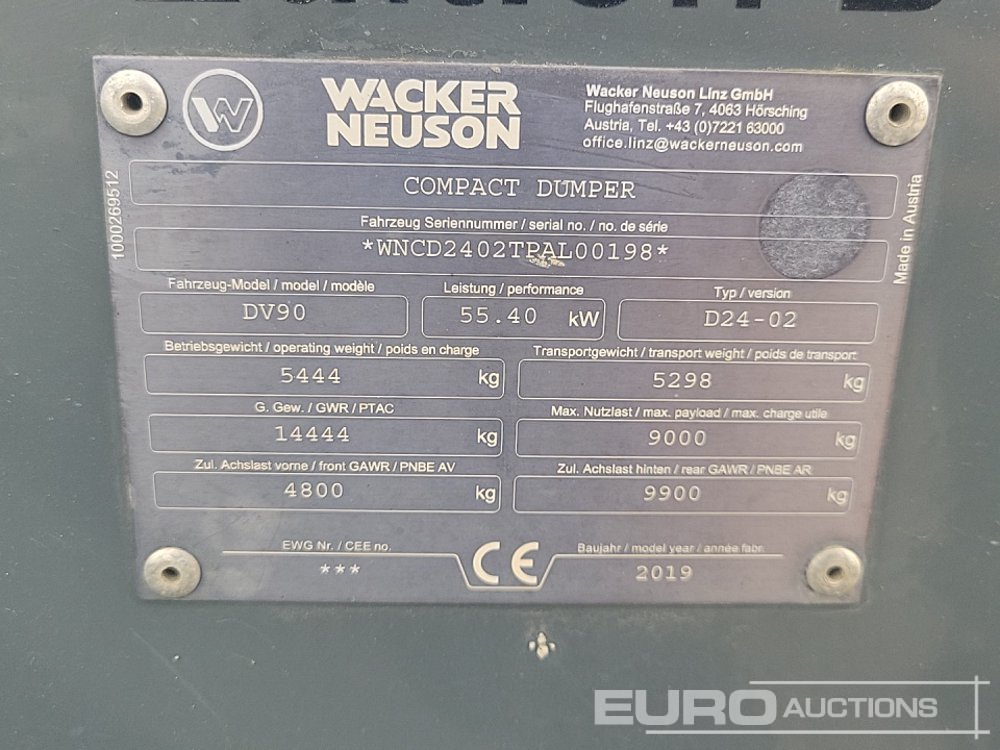 W
WACKER
NEUSON
Wacker Neuson Linz GmbH
Flughafenstraße 7, 4063 Hörsching
Austria, Tel. +43 (0)7221 63000
office.linz@wackerneuson.com
1000269512
COMPACT DUMPER
Made in Austria
Fahrzeug Seriennummer / serial no. / no. de série
*WNCD2402TPAL00198*
Fahrzeug-Model / model / modèle
Leistung / performance
Typ / version
DV90
55.40 kW
D24-02
Betriebsgewicht / operating weight / poids en charge
Transportgewicht / transport weight / poids de transport
5444 kg
5298 kg
G. Gew. / GWR / PTAC
Max. Nutzlast / max. payload / max. charge utile
14444 kg
9000 kg
Zul. Achslast vorne / front GAWR / PNBE AV
Zul. Achslast hinten / rear GAWR / PNBE AR
4800 kg
9900 kg
EWG Nr. / CEE no.
***
CE
Baujahr / model year / année fabr.
2019
EURO AUCTIONS